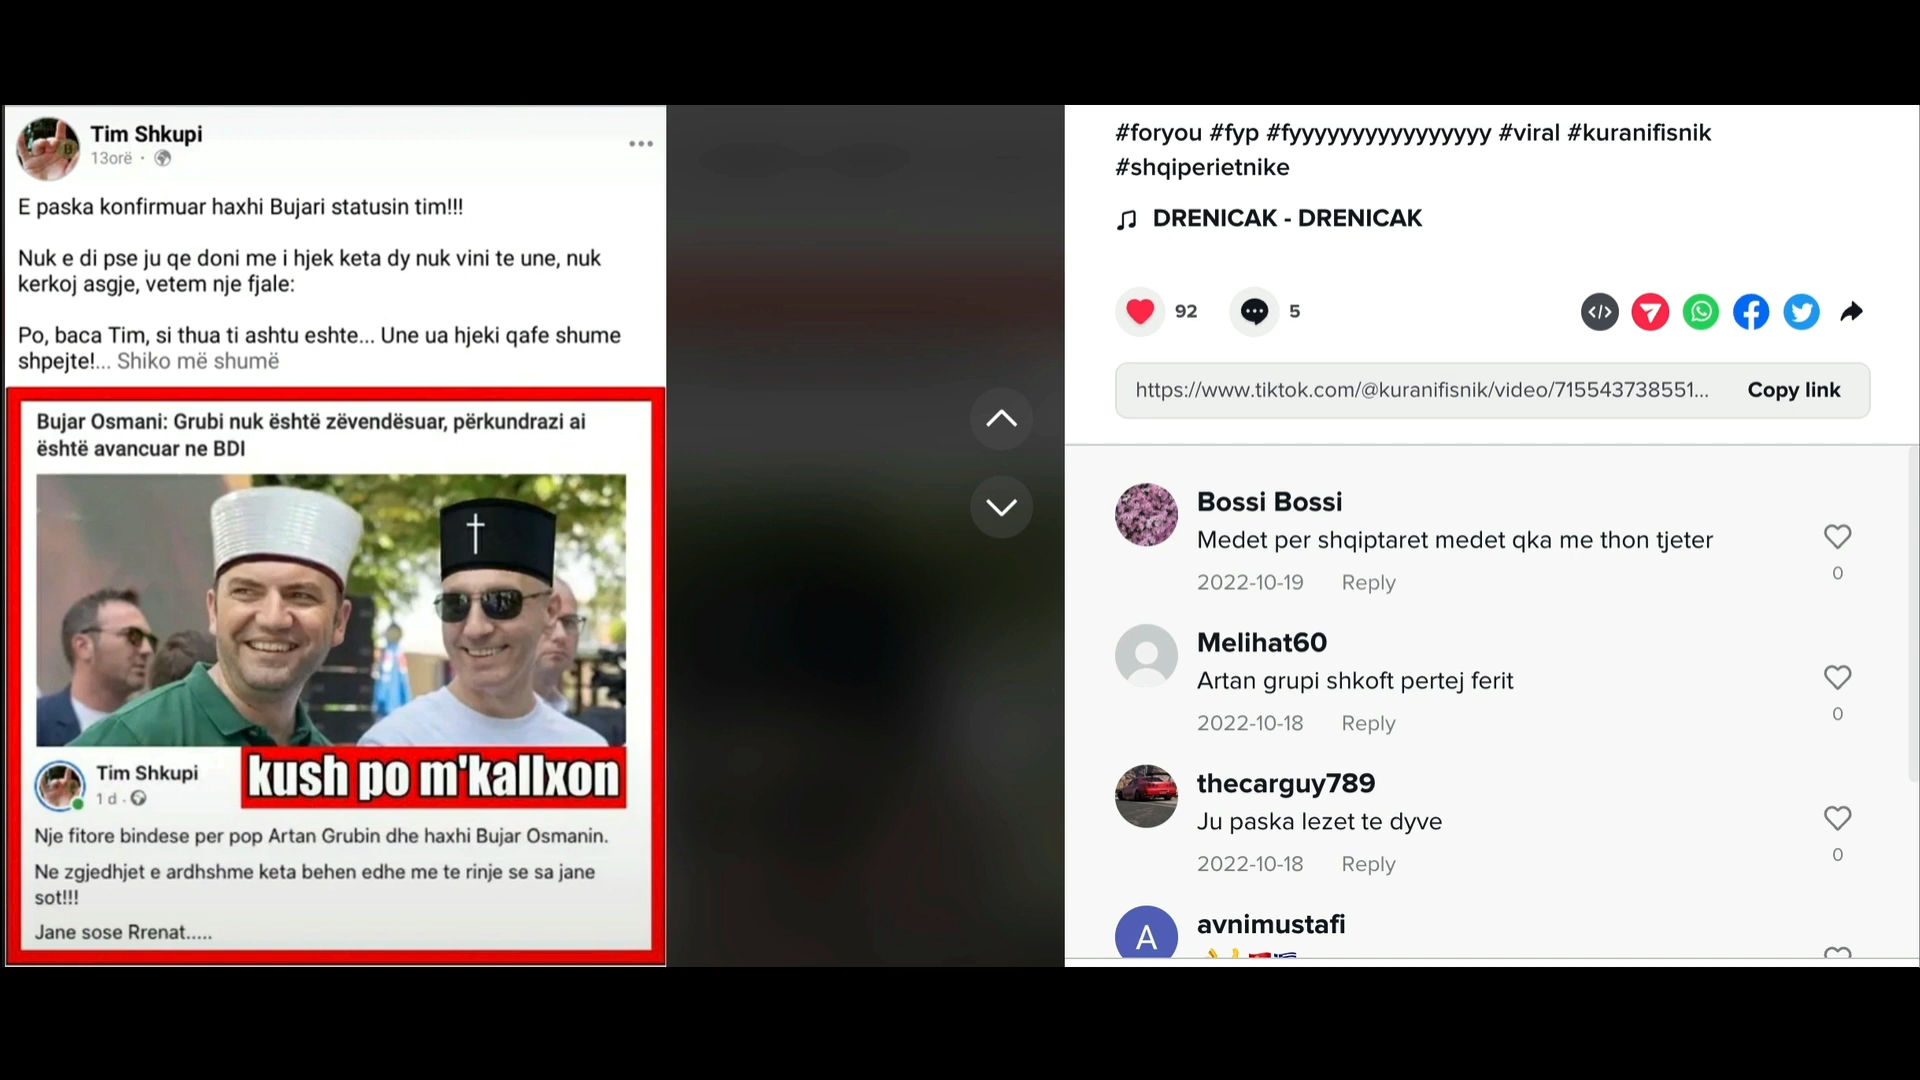 Tim Shkupi
13orë ·
E paska konfirmuar haxhi Bujari statusin tim!!!
Nuk e di pse ju qe doni me i hjek keta dy nuk vini te une, nuk
kerkoj asgje, vetem nje fjale:
Po, baca Tim, si thua ti ashtu eshte... Une ua hjeki qafe shume
shpejte!... Shiko më shumë
Bujar Osmani: Grubi nuk është zëvendësuar, përkundrazi ai
është avancuar ne BDI
Tim Shkupi
1 d ·
kush po m'kallxon
Nje fitore bindese per pop Artan Grubin dhe haxhi Bujar Osmanin.
Ne zgjedhjet e ardhshme keta behen edhe me te rinje se sa jane
sot!!!
Jane sose Rrenat.....
#foryou #fyp #fyyyyyyyyyyyyyyyy #viral #kuranifisnik
#shqiperietnike
DRENICAK - DRENICAK
92
5
https://www.tiktok.com/@kuranifisnik/video/715543738551...
Copy link
Bossi Bossi
Medet per shqiptaret medet qka me thon tjeter
2022-10-19 Reply
0
Melihat60
Artan grupi shkoft pertej ferit
2022-10-18 Reply
0
thecarguy789
Ju paska lezet te dyve
2022-10-18 Reply
0
A
avnimustafi